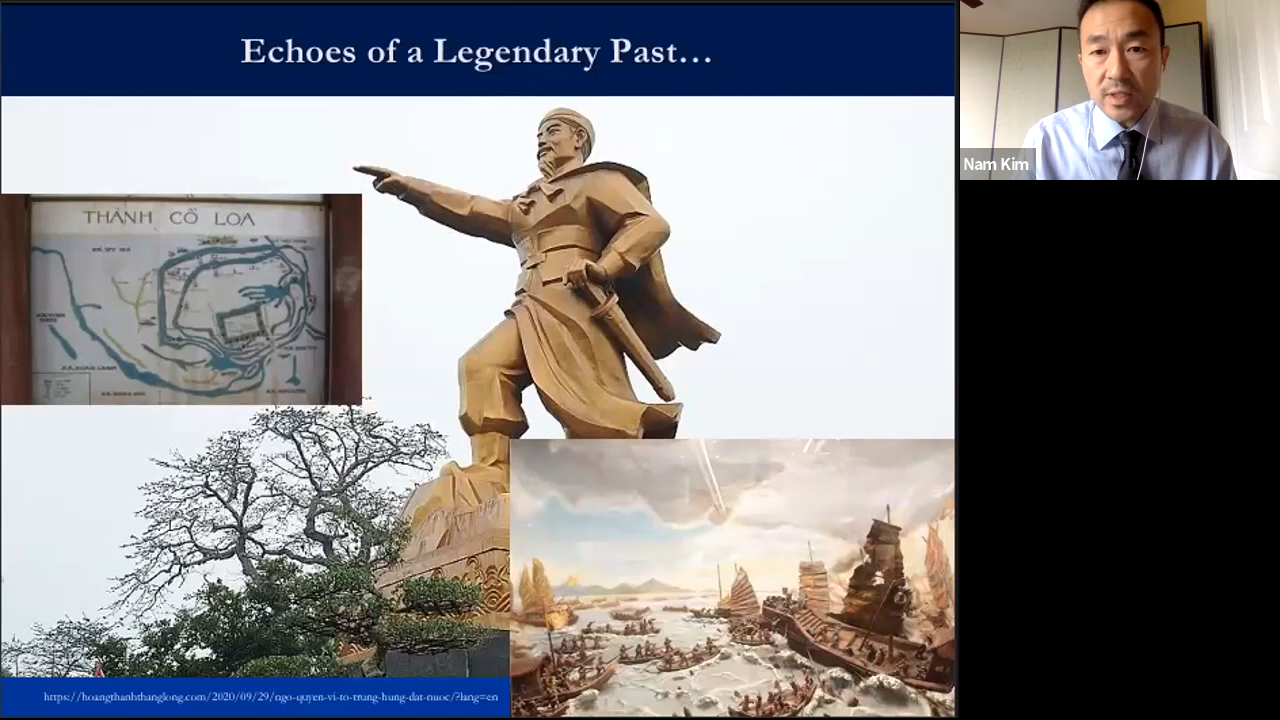 Echoes of a Legendary Past...
Nam Kim
THÀNH CỔ LOA
https://hoangthanhthanglong.com/2020/09/29/ngo-quyen-vi-to-trung-hung-dat-nuoc/?lang=en